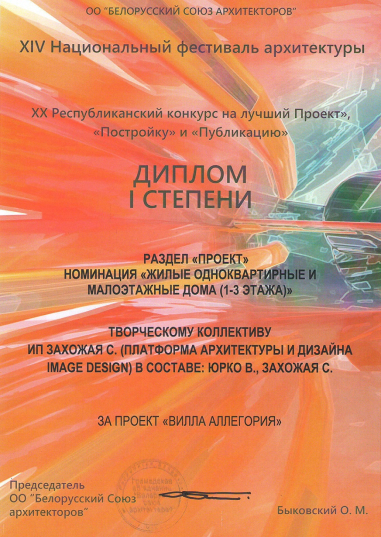 ОО "БЕЛОРУССКИЙ СОЮЗ АРХИТЕКТОРОВ"
XIV Национальный фестиваль архитектуры
XX Республиканский конкурс на лучший Проект»,
«Постройку» и «Публикацию»
ДИПЛОМ
I СТЕПЕНИ
РАЗДЕЛ «ПРОЕКТ»
НОМИНАЦИЯ «ЖИЛЫЕ ОДНОКВАРТИРНЫЕ И
МАЛОЭТАЖНЫЕ ДОМА (1-3 ЭТАЖА)»
ТВОРЧЕСКОМУ КОЛЛЕКТИВУ
ИП ЗАХОЖАЯ С. (ПЛАТФОРМА АРХИТЕКТУРЫ И ДИЗАЙНА
IMAGE DESIGN) В СОСТАВЕ: ЮРКО В., ЗАХОЖАЯ С.
ЗА ПРОЕКТ «ВИЛЛА АЛЛЕГОРИЯ»
Председатель
ОО "Белорусский Союз
архитекторов"
Быковский О. М.